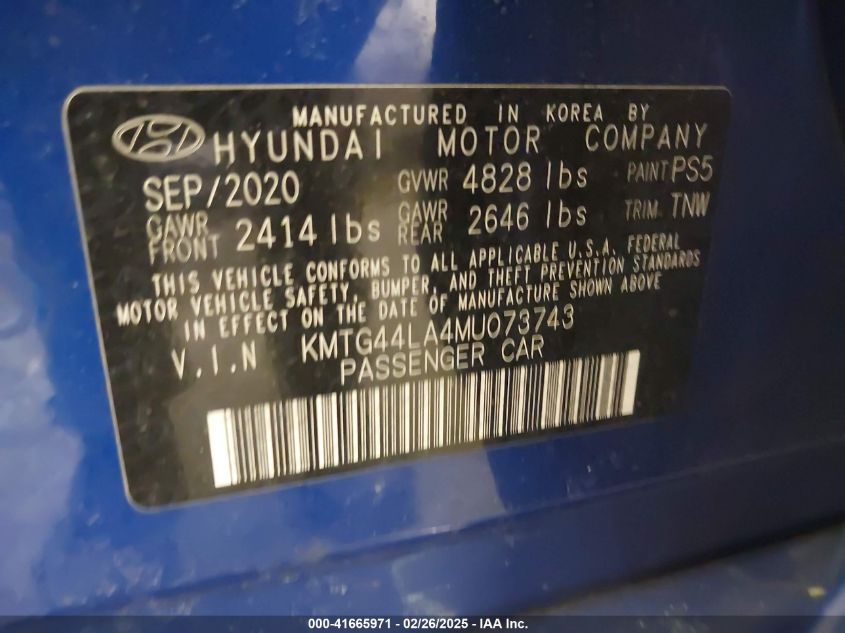 MANUFACTURED IN KOREA BY
HYUNDAI MOTOR COMPANY
SEP/2020 GVWR 4828 lbs PAINT PS5
GAWR FRONT 2414 lbs GAWR REAR 2646 lbs TRIM TNW
THIS VEHICLE CONFORMS TO ALL APPLICABLE U.S.A. FEDERAL
MOTOR VEHICLE SAFETY, BUMPER, AND THEFT PREVENTION STANDARDS
IN EFFECT ON THE DATE OF MANUFACTURE SHOWN ABOVE
V.I.N KMTG44LA4MU073743
PASSENGER CAR
000-41665971 - 02/26/2025 - IAA Inc.